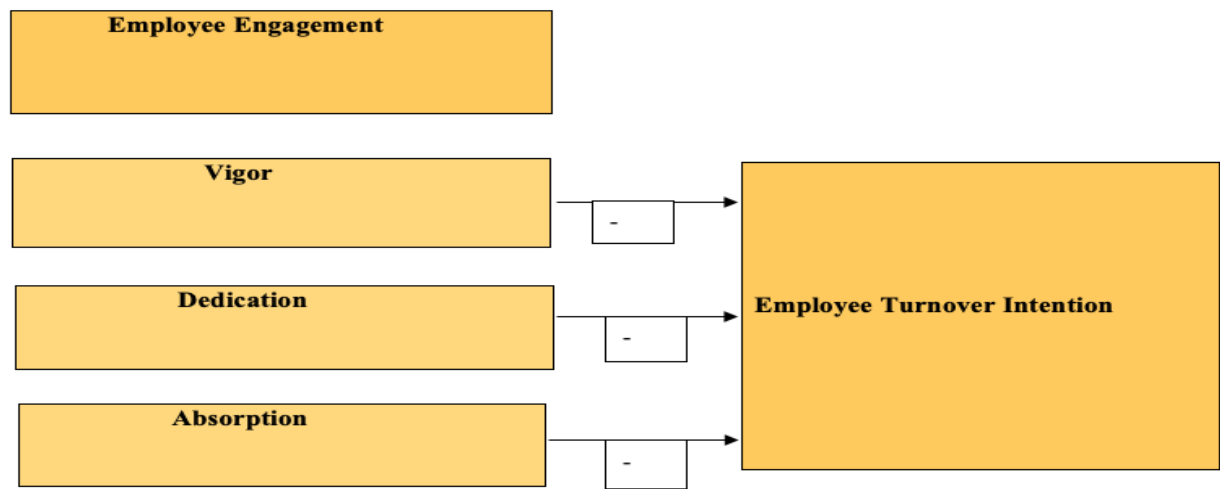 Employee Engagement
Vigor
-
Dedication
-
Employee Turnover Intention
Absorption
-